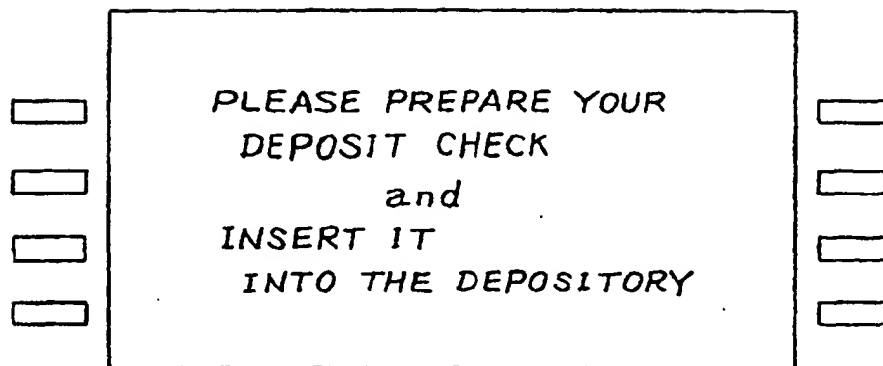 PLEASE PREPARE YOUR
DEPOSIT CHECK
and
INSERT IT
INTO THE DEPOSITORY